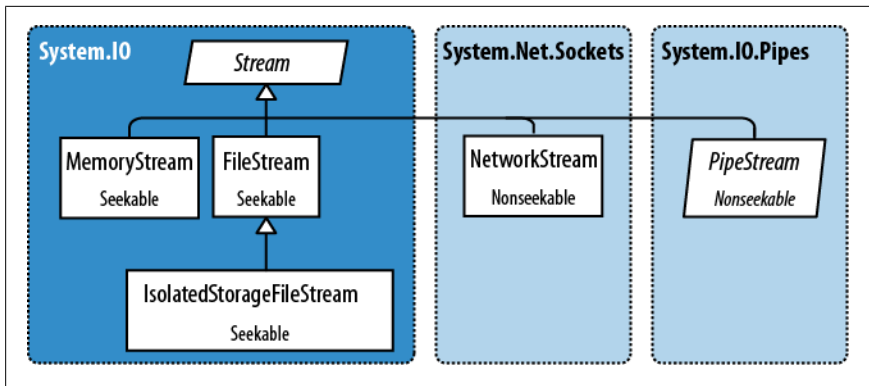 System.IO
System.Net.Sockets
System.IO.Pipes
Stream
MemoryStream
Seekable
FileStream
Seekable
NetworkStream
Nonseekable
PipeStream
Nonseekable
IsolatedStorageFileStream
Seekable